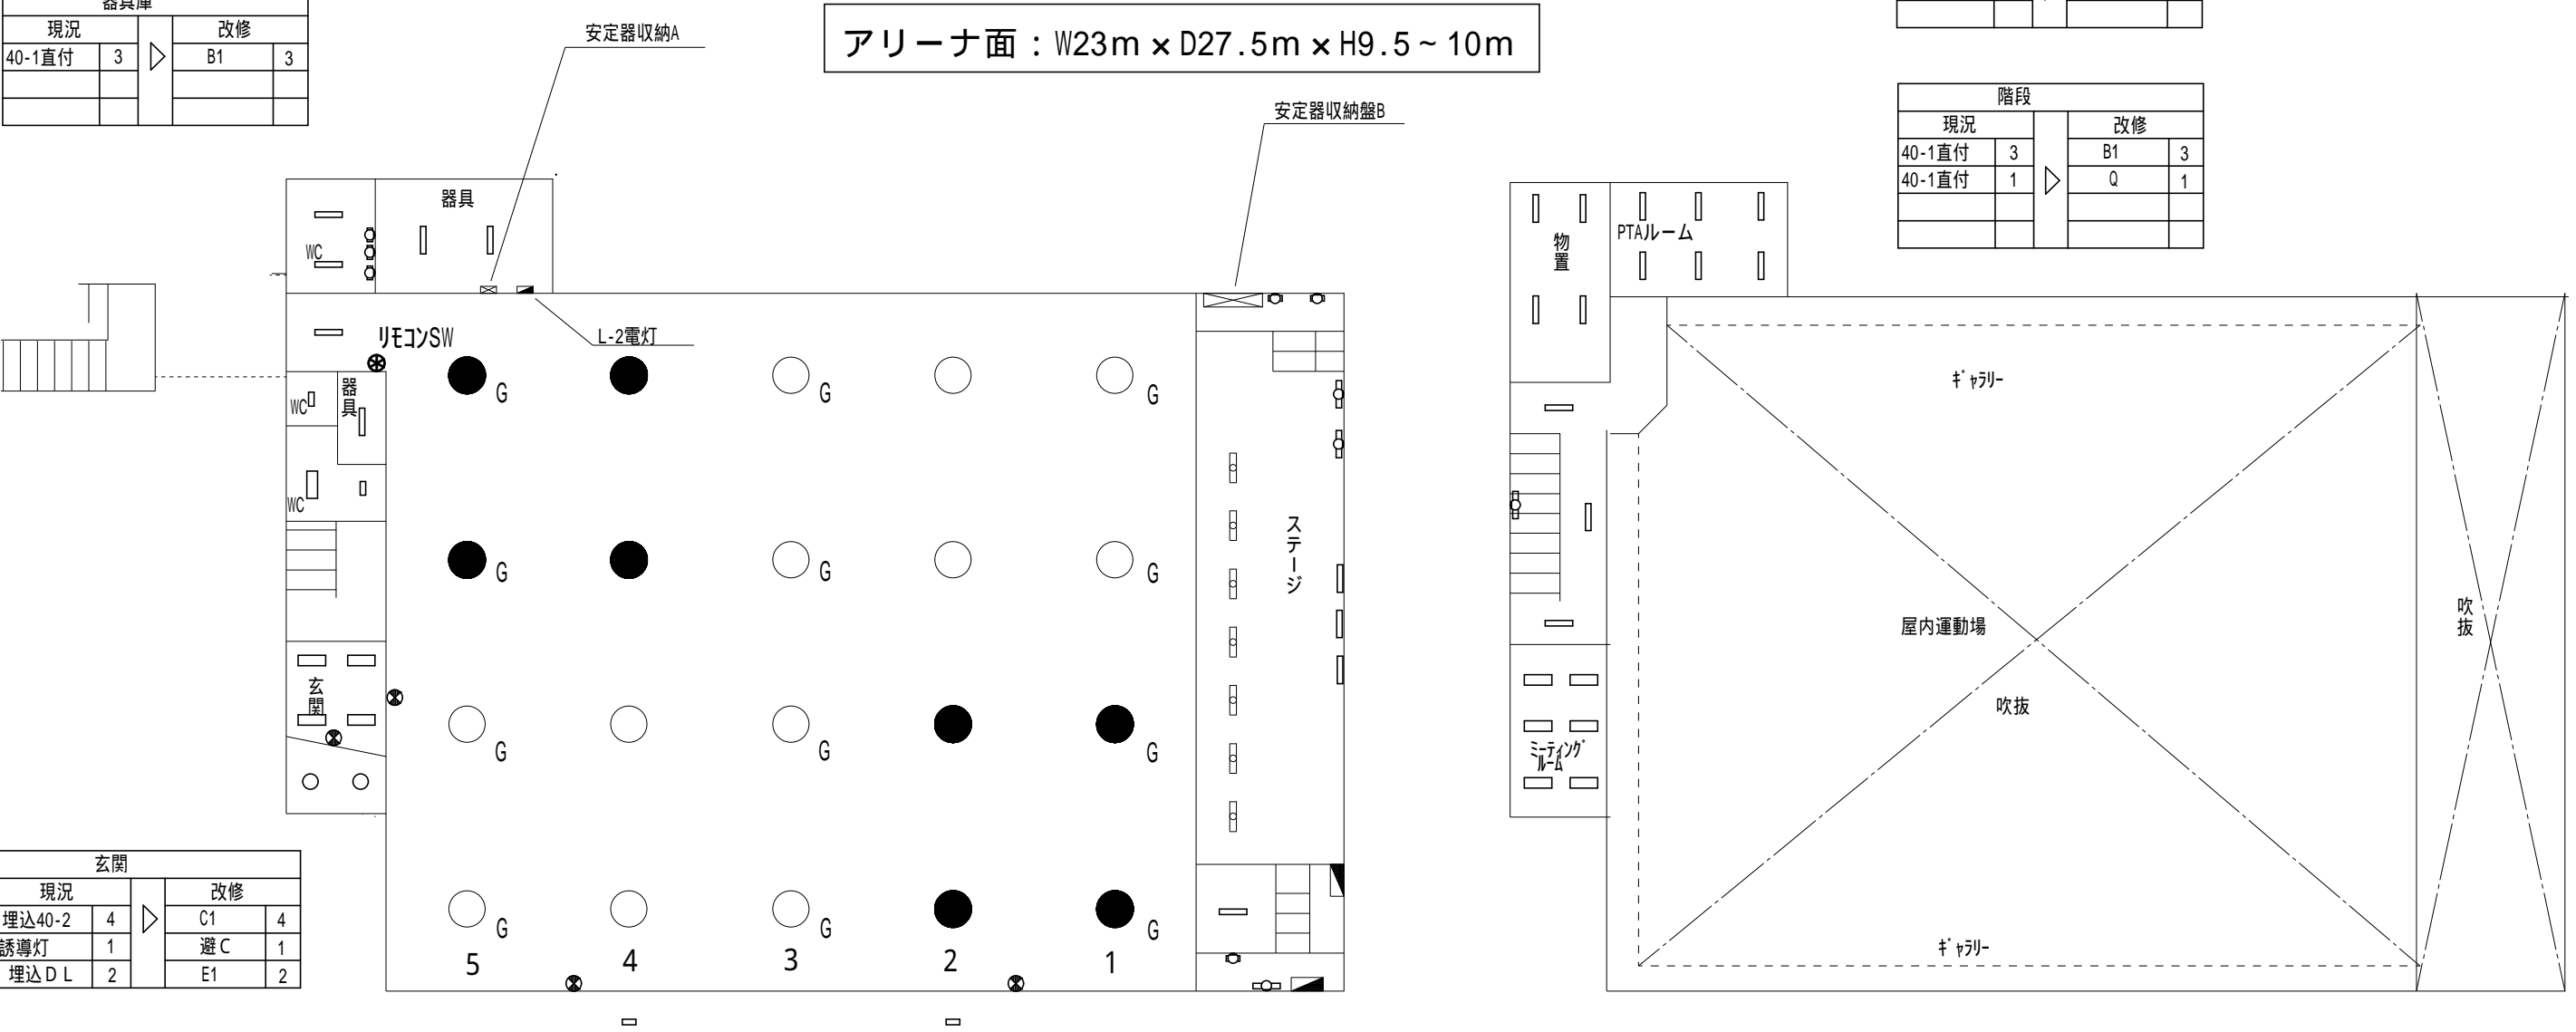 器具庫
現況 改修
40-1直付 3 B1 3
安定器収納A
アリーナ面：W23m×D27.5m×H9.5~10m
安定器収納盤B
階段
現況 改修
40-1直付 3 B1 3
40-1直付 1 Q 1
器具
WC
リモコンSW
L-2電灯
WC
器具
WC
玄関
G G G
G G G
G G G
G G G
5 4 3 2 1
ステージ
物置
PTAルーム
ギャラリー
屋内運動場
吹抜
吹抜
ミーティング
ルーム
ギャラリー
玄関
現況 改修
埋込40-2 4 C1 4
誘導灯 1 避C 1
埋込DL 2 E1 2